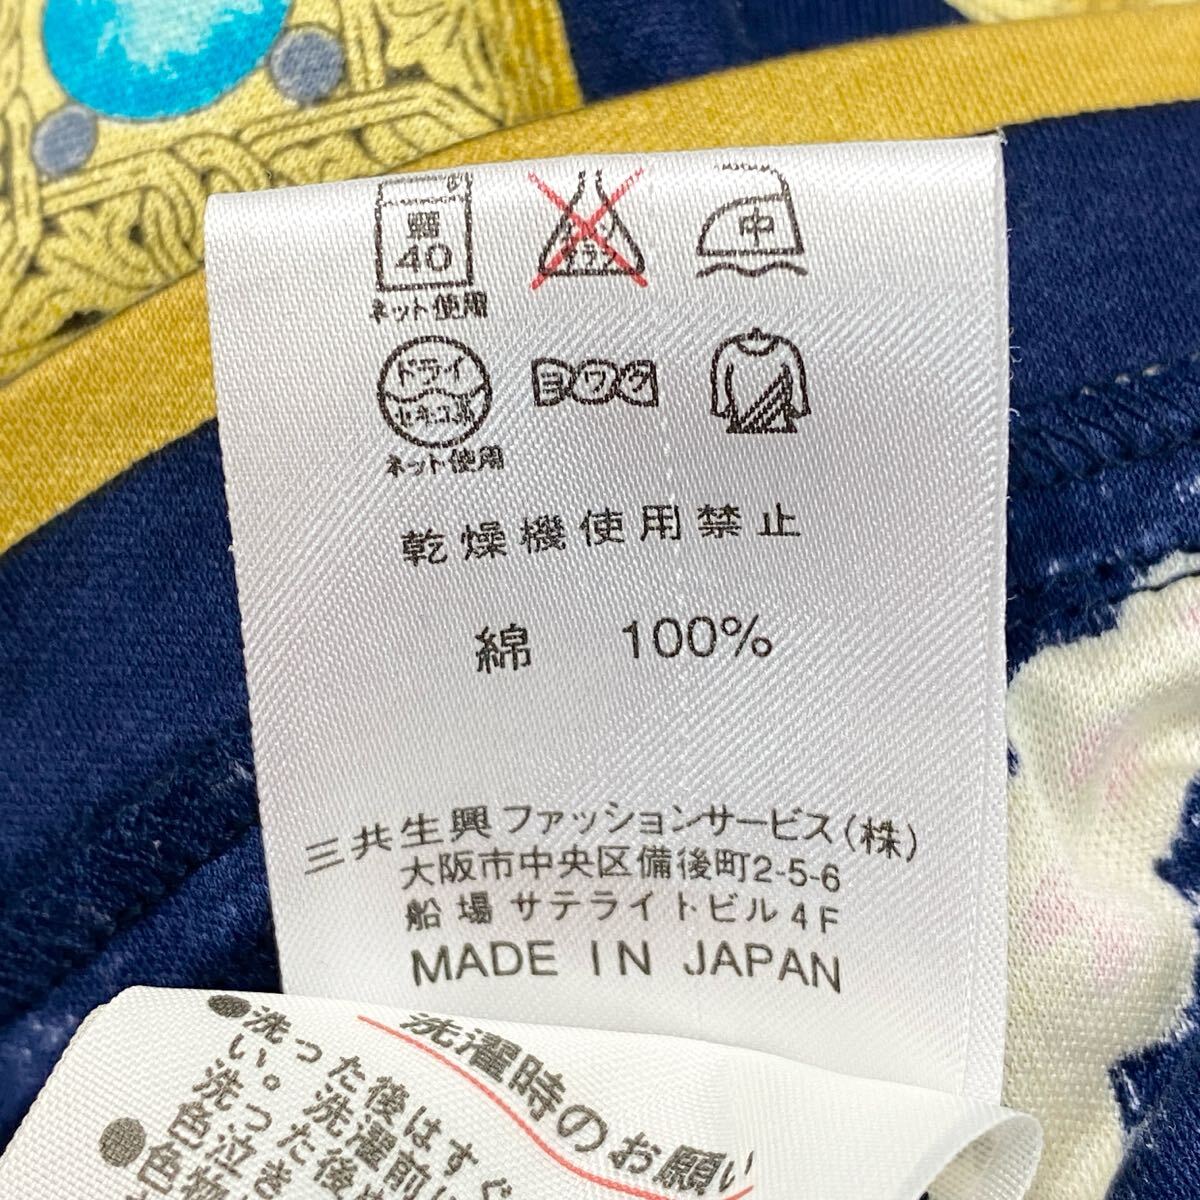 40
中
ネット使用
ドライ
ヨワク
ネット使用
乾燥機使用禁止
綿 100%
三共生興ファッションサービス(株)
大阪市中央区備後町2-5-6
船場サテライトビル4F
MADE IN JAPAN
洗濯時のお願い
●洗った後はすぐ
い。洗濯前に
洗った後
●色泣き
色物